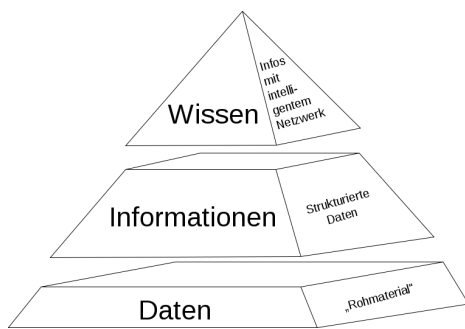 Wissen
Infos
mit
intelli-
gentem
Netzwerk
Informationen
Strukturierte
Daten
Daten
„Rohmaterial“